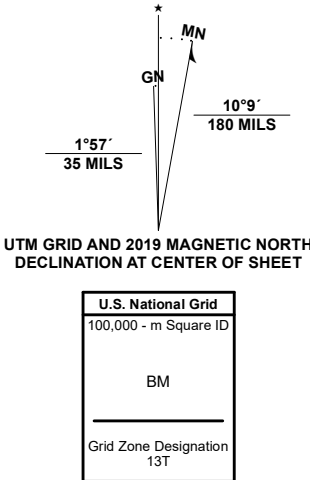 ★
MN
GN
10°9´
180 MILS
1°57´
35 MILS
UTM GRID AND 2019 MAGNETIC NORTH
DECLINATION AT CENTER OF SHEET
U.S. National Grid
100,000 - m Square ID
BM
Grid Zone Designation
13T